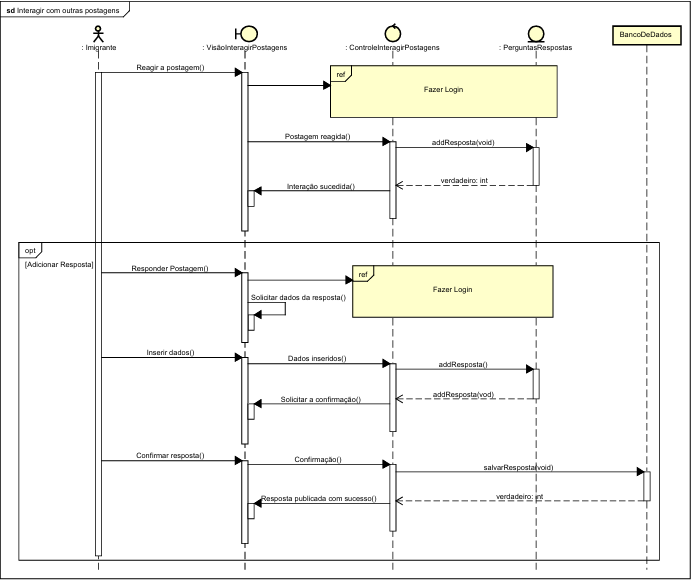 sd Interagir com outras postagens
: Imigrante
: VisãoInteragirPostagens
: ControleInteragirPostagens
: PerguntasRespostas
BancoDeDados
Reagir a postagem()
ref
Fazer Login
Postagem reagida()
addResposta(void)
verdadeiro: int
Interação sucedida()
opt
[Adicionar Resposta]
Responder Postagem()
ref
Fazer Login
Solicitar dados da resposta()
Inserir dados()
Dados inseridos()
addResposta()
addResposta(vod)
Solicitar a confirmação()
Confirmar resposta()
Confirmação()
salvarResposta(void)
verdadeiro: int
Resposta publicada com sucesso()